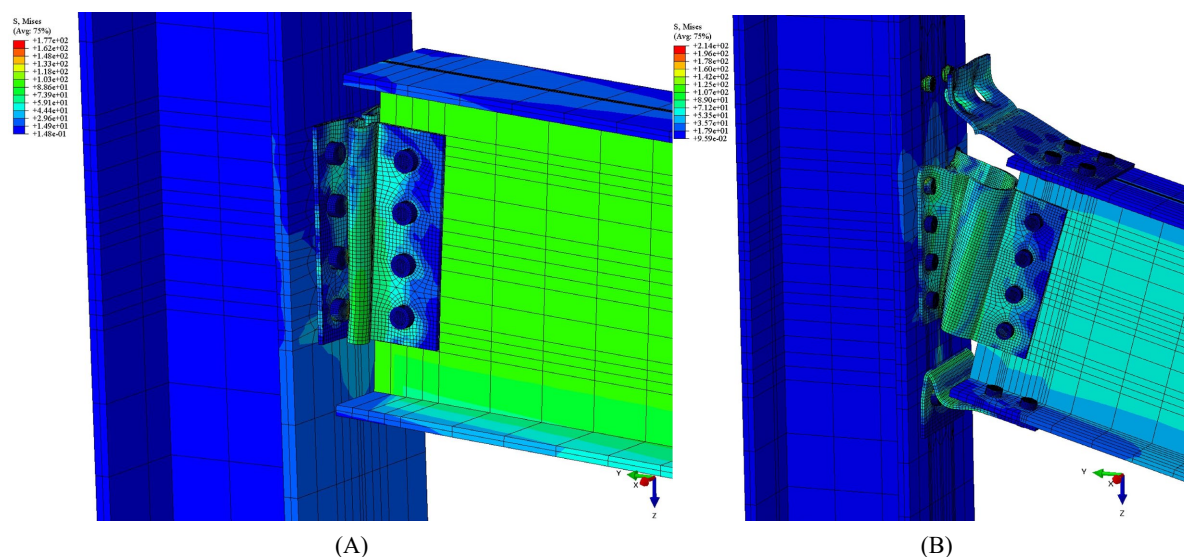 S, Mises
(Avg: 75%)
+1.77e+02
+1.62e+02
+1.48e+02
+1.33e+02
+1.18e+02
+1.03e+02
+8.86e+01
+7.39e+01
+5.91e+01
+4.44e+01
+2.96e+01
+1.49e+01
+1.48e-01
Y
X
Z
S, Mises
(Avg: 75%)
+2.14e+02
+1.96e+02
+1.78e+02
+1.60e+02
+1.42e+02
+1.25e+02
+1.07e+02
+8.90e+01
+7.12e+01
+5.35e+01
+3.57e+01
+1.79e+01
+9.59e-02
Y
X
Z
(A)
(B)